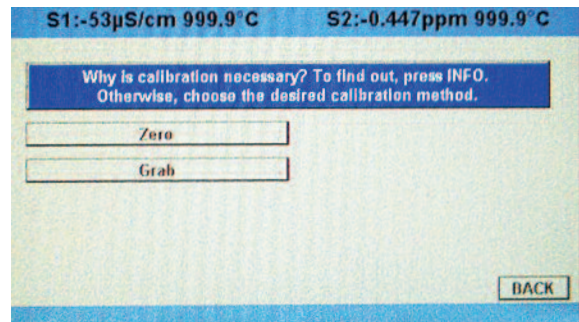 S1:-53µS/cm 999.9°C S2:-0.447ppm 999.9°C
Why is calibration necessary? To find out, press INFO.
Otherwise, choose the desired calibration method.
Zero
Grab
BACK